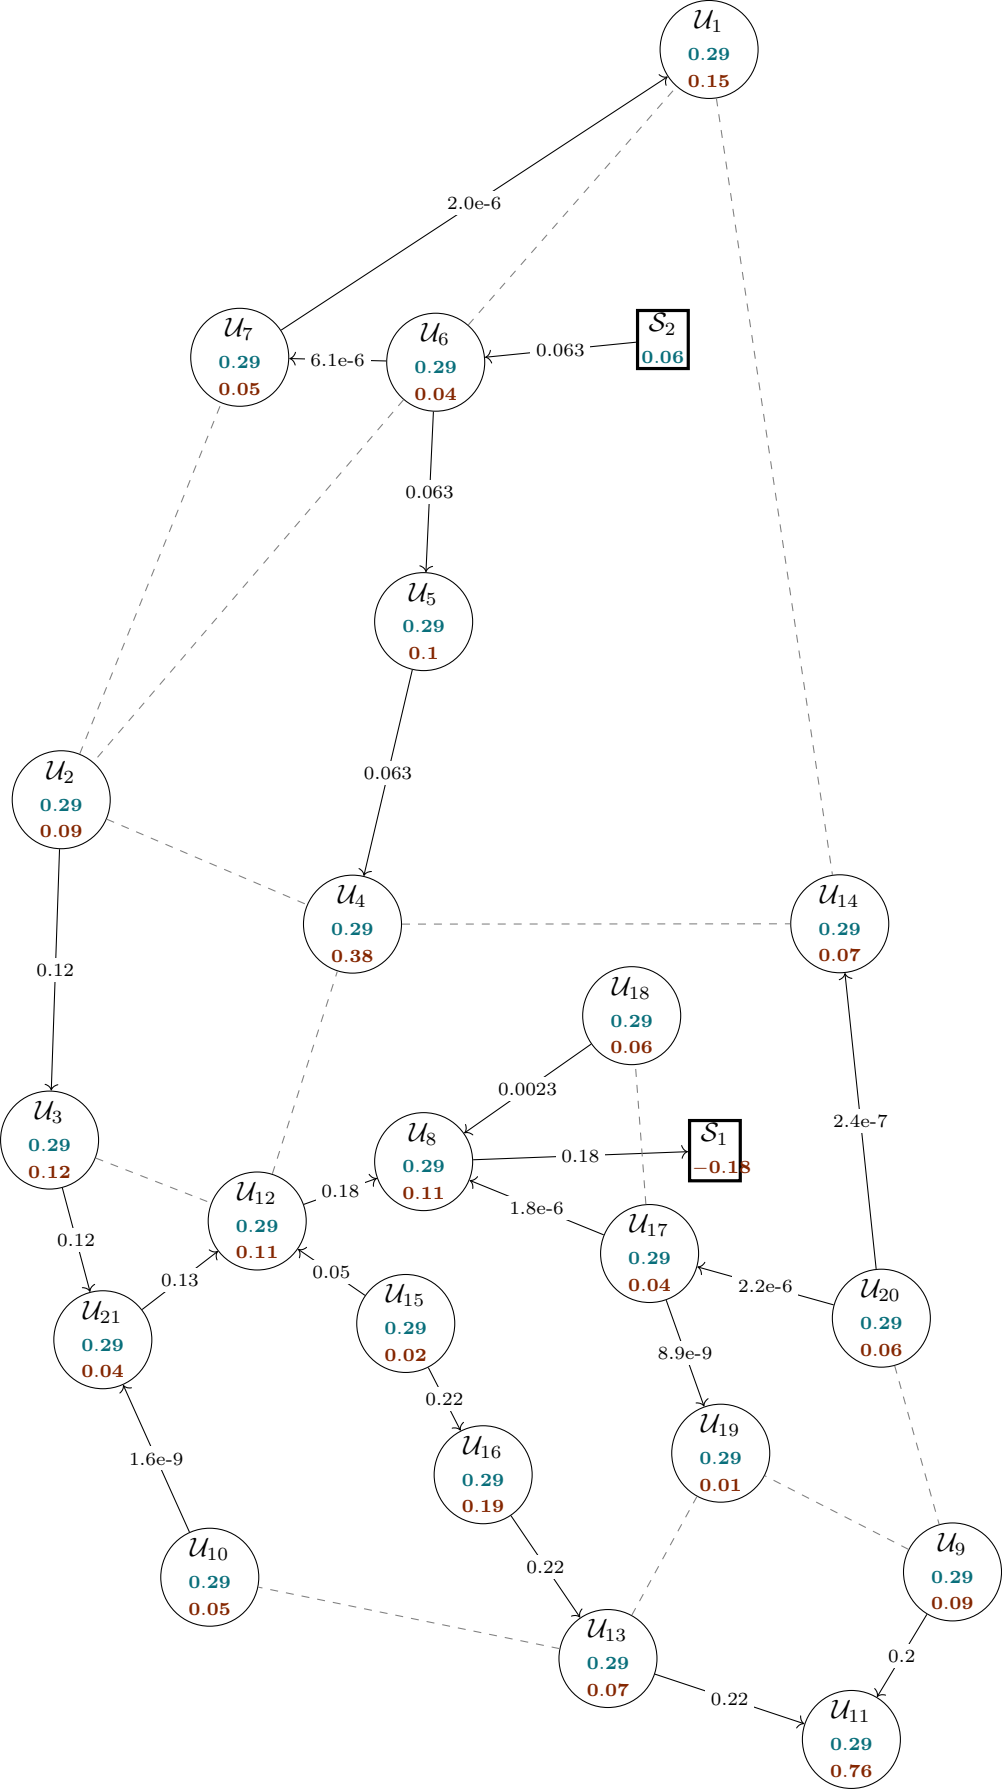 𝒰1
0.29
0.15
2.0e-6
𝒰7
0.29
0.05
6.1e-6
𝒰6
0.29
0.04
0.063
𝒮2
0.06
0.063
𝒰5
0.29
0.1
0.063
𝒰2
0.29
0.09
𝒰4
0.29
0.38
𝒰14
0.29
0.07
0.12
𝒰18
0.29
0.06
0.0023
2.4e-7
𝒰3
0.29
0.12
𝒰8
0.29
0.11
0.18
𝒮1
−0.18
𝒰12
0.29
0.11
0.18
1.8e-6
𝒰17
0.29
0.04
0.12
0.13
0.05
2.2e-6
𝒰20
0.29
0.06
𝒰21
0.29
0.04
𝒰15
0.29
0.02
8.9e-9
0.22
𝒰19
0.29
0.01
1.6e-9
𝒰16
0.29
0.19
𝒰10
0.29
0.05
0.22
𝒰9
0.29
0.09
𝒰13
0.29
0.07
0.2
0.22
𝒰11
0.29
0.76